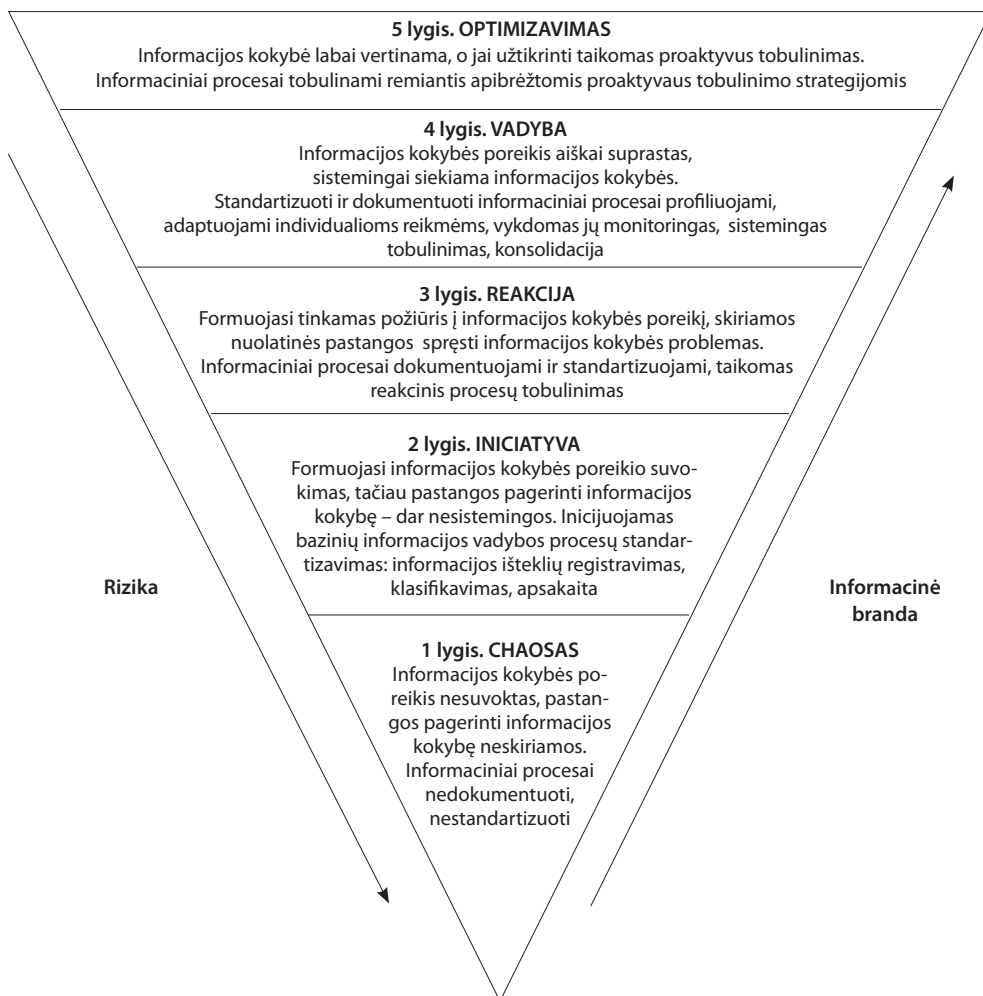 5 lygis. OPTIMIZAVIMAS
Informacijos kokybė labai vertinama, o jai užtikrinti taikomas proaktyvus tobulinimas.
Informaciniai procesai tobulinami remiantis apibrėžtomis proaktyvaus tobulinimo strategijomis
4 lygis. VADYBA
Informacijos kokybės poreikis aiškai suprastas,
sistemingai siekiama informacijos kokybės.
Standartizuoti ir dokumentuoti informaciniai procesai profiliuojami,
adaptuojami individualioms reikmėms, vykdomas jų monitoringas, sistemingas
tobulinimas, konsolidacija
3 lygis. REAKCIJA
Formuojasi tinkamas požiūris į informacijos kokybės poreikį, skiriamos
nuolatinės pastangos spręsti informacijos kokybės problemas.
Informaciniai procesai dokumentuojami ir standartizuojami, taikomas
reakcinis procesų tobulinimas
2 lygis. INICIATYVA
Formuojasi informacijos kokybės poreikio suvo-
kimas, tačiau pastangos pagerinti informacijos
kokybę – dar nesistemingos. Inicijuojamas
bazinių informacijos vadybos procesų standar-
tizavimas: informacijos išteklių registravimas,
klasifikavimas, apsakaita
Rizika
Informacinė
branda
1 lygis. CHAOSAS
Informacijos kokybės po-
reikis nesuvoktas, pastan-
gos pagerinti informacijos
kokybę neskiriamos.
Informaciniai procesai
nedokumentuoti,
nestandartizuoti